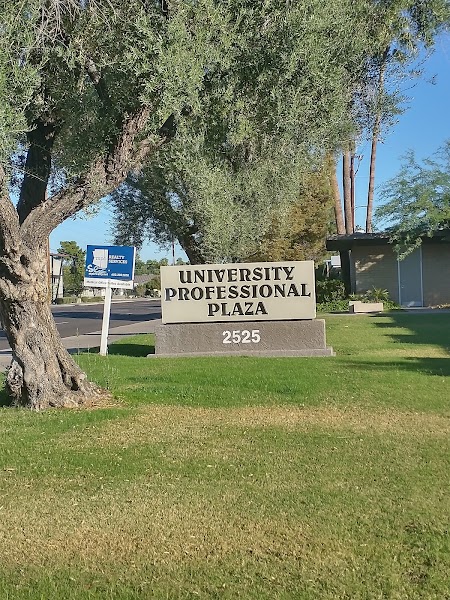 REALTY
SERVICES
UNIVERSITY
PROFESSIONAL
PLAZA
2525